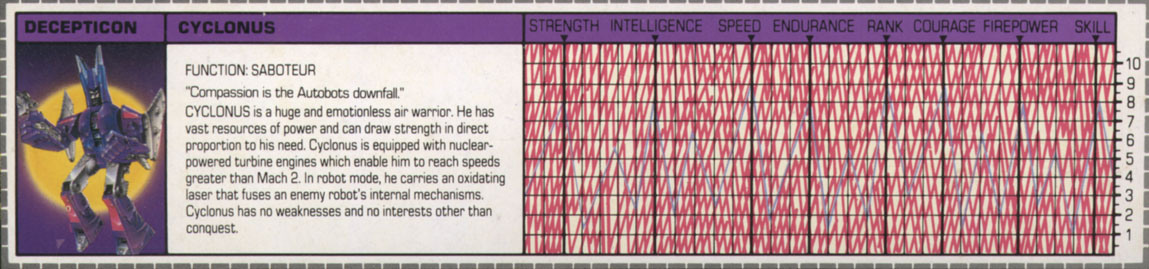 DECEPTICON
CYCLONUS
FUNCTION: SABOTEUR
"Compassion is the Autobots downfall."
CYCLONUS is a huge and emotionless air warrior. He has
vast resources of power and can draw strength in direct
proportion to his need. Cyclonus is equipped with nuclear-
powered turbine engines which enable him to reach speeds
greater than Mach 2. In robot mode, he carries an oxidating
laser that fuses an enemy robot's internal mechanisms.
Cyclonus has no weaknesses and no interests other than
conquest.
STRENGTH INTELLIGENCE SPEED ENDURANCE RANK COURAGE FIREPOWER SKILL
10
9
8
7
6
5
4
3
2
1